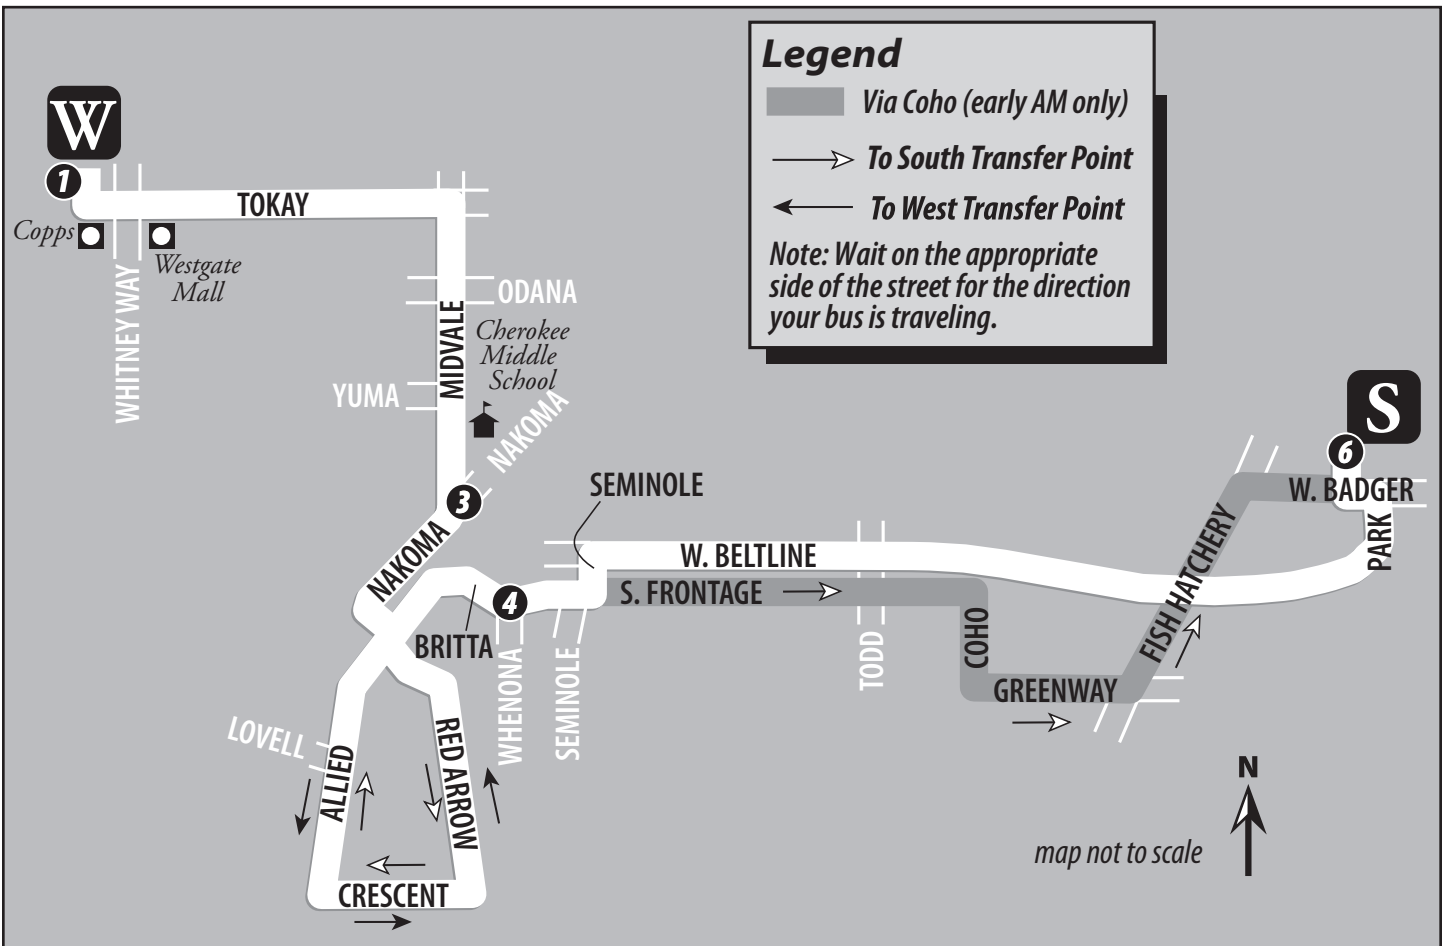 Legend
Via Coho (early AM only)
To South Transfer Point
To West Transfer Point
Note: Wait on the appropriate
side of the street for the direction
your bus is traveling.
W
1
TOKAY
Copps
Westgate
Mall
WHITNEY WAY
ODANA
MIDVALE
Cherokee
Middle
School
YUMA
NAKOMA
3
NAKOMA
SEMINOLE
S
6
W. BADGER
PARK
W. BELTLINE
S. FRONTAGE
FISH HATCHERY
4
BRITTA
WHENONA
SEMINOLE
TODD
COHO
GREENWAY
LOVELL
ALLIED
RED ARROW
CRESCENT
N
map not to scale